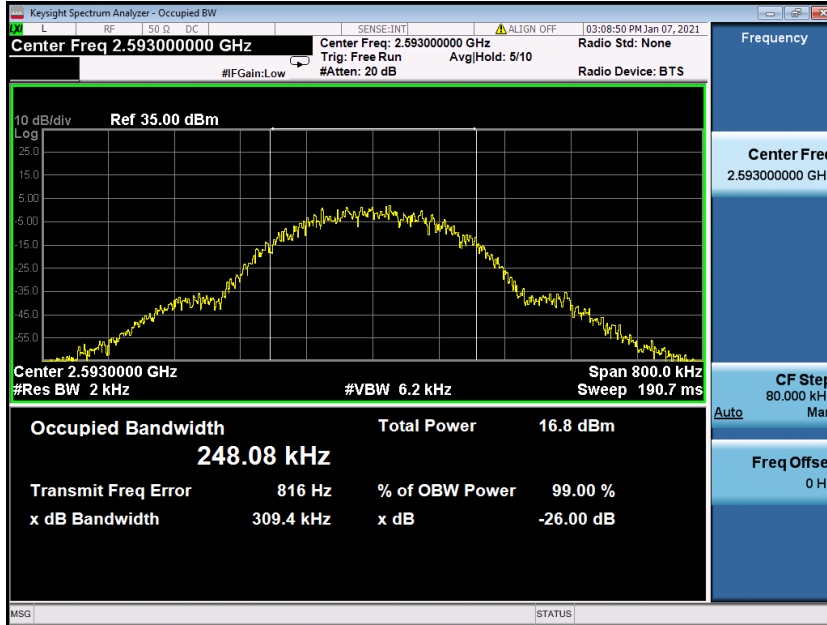 Keysight Spectrum Analyzer - Occupied BW
LXI L RF 50 Ω DC SENSE:INT ALIGN OFF 03:08:50 PM Jan 07, 2021
Center Freq 2.593000000 GHz
Center Freq: 2.593000000 GHz
Radio Std: None
Trig: Free Run Avg|Hold: 5/10
#IFGain:Low #Atten: 20 dB Radio Device: BTS
Frequency
10 dB/div Ref 35.00 dBm
Log
25.0
15.0
5.00
-5.00
-15.0
-25.0
-35.0
-45.0
-55.0
Center 2.5930000 GHz Span 800.0 kHz
#Res BW 2 kHz #VBW 6.2 kHz Sweep 190.7 ms
Center Fre
2.593000000 GH
CF Step
80.000 kH
Auto Ma
Freq Offse
0 H
Occupied Bandwidth Total Power 16.8 dBm
248.08 kHz
Transmit Freq Error 816 Hz % of OBW Power 99.00 %
x dB Bandwidth 309.4 kHz x dB -26.00 dB
MSG STATUS